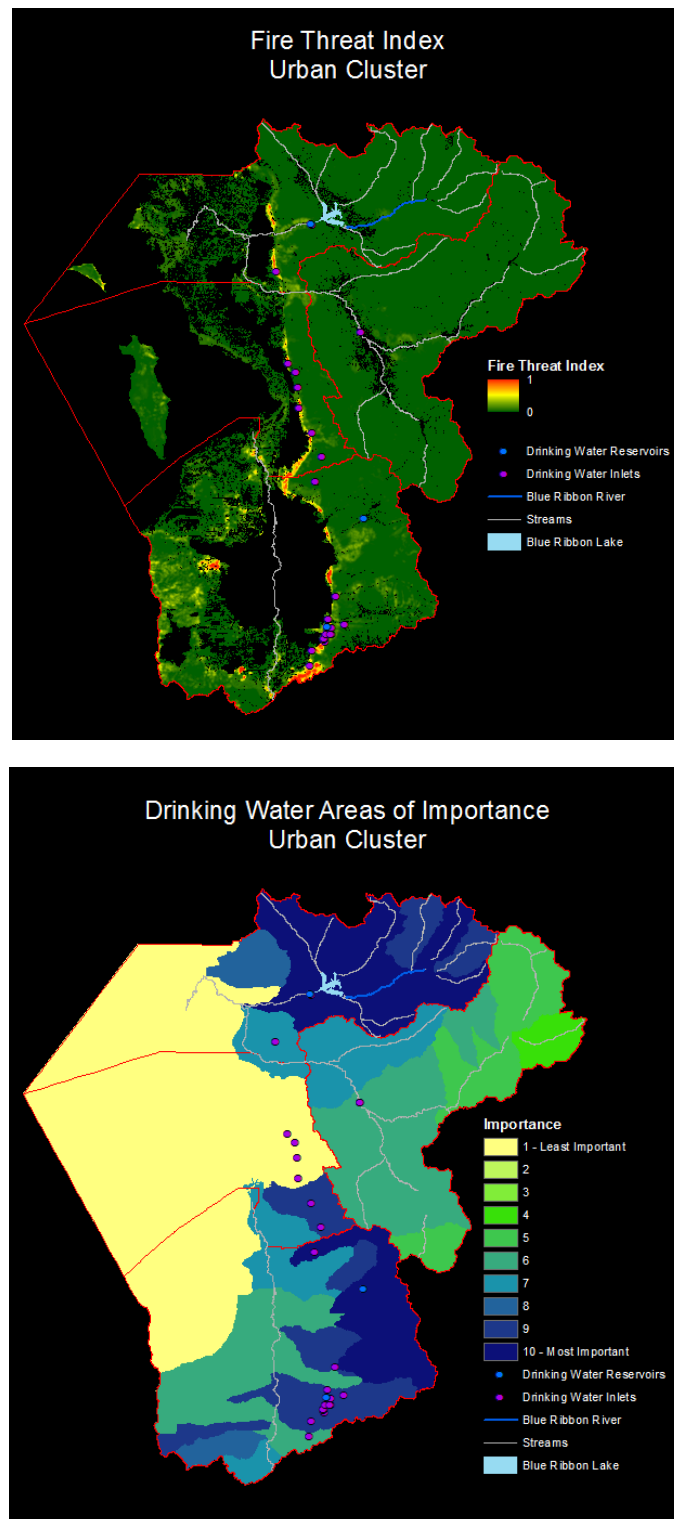 Fire Threat Index
Urban Cluster
Fire Threat Index
1
0
Drinking Water Reservoirs
Drinking Water Inlets
Blue Ribbon River
Streams
Blue Ribbon Lake
Drinking Water Areas of Importance
Urban Cluster
Importance
1 - Least Important
2
3
4
5
6
7
8
9
10 - Most Important
Drinking Water Reservoirs
Drinking Water Inlets
Blue Ribbon River
Streams
Blue Ribbon Lake